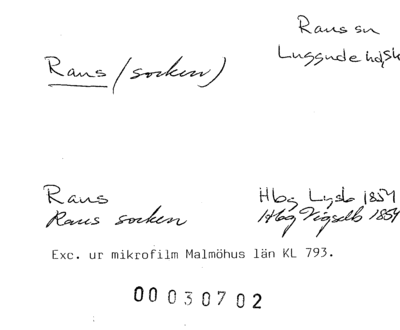 Raus sn
Luggude hdsk
Raus (socken)
Raus Hbg Lysb 1854
Raus socken Hbg Vigselb 1854
Exc. ur mikrofilm Malmöhus län KL 793.
00030702